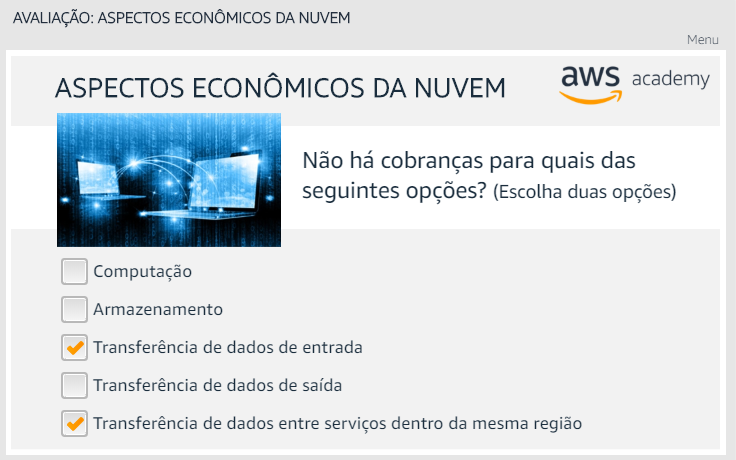 AVALIAÇÃO: ASPECTOS ECONÔMICOS DA NUVEM
Menu
ASPECTOS ECONÔMICOS DA NUVEM
aws academy
Não há cobranças para quais das
seguintes opções? (Escolha duas opções)
Computação
Armazenamento
Transferência de dados de entrada
Transferência de dados de saída
Transferência de dados entre serviços dentro da mesma região